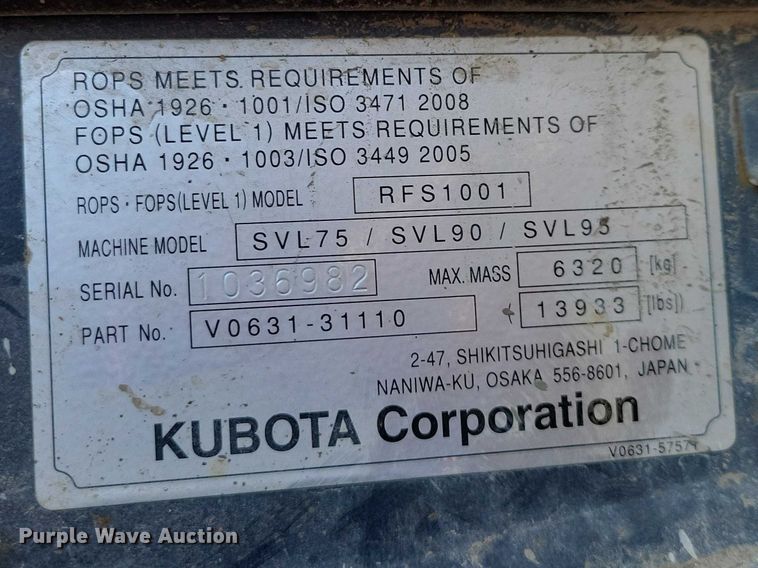 ROPS MEETS REQUIREMENTS OF
OSHA 1926 · 1001/ISO 3471 2008
FOPS (LEVEL 1) MEETS REQUIREMENTS OF
OSHA 1926 · 1003/ISO 3449 2005
ROPS · FOPS(LEVEL 1) MODEL RFS1001
MACHINE MODEL SVL75 / SVL90 / SVL95
SERIAL No. 1036982 MAX. MASS 6320 [kg]
PART No. V0631-31110 (13933 [lbs])
2-47, SHIKITSUHIGASHI 1-CHOME
NANIWA-KU, OSAKA 556-8601, JAPAN
KUBOTA Corporation
V0631-57571
Purple Wave Auction